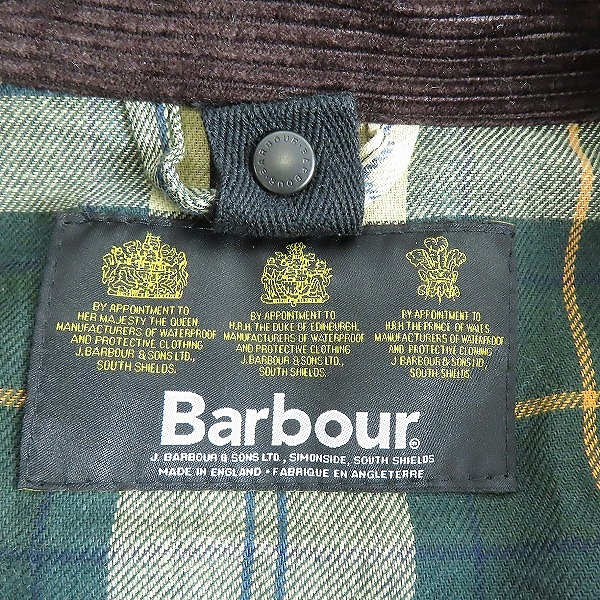 BARBOUR BARBOUR
BY APPOINTMENT TO
HER MAJESTY THE QUEEN
MANUFACTURERS OF WATERPROOF
AND PROTECTIVE CLOTHING
J. BARBOUR & SONS LTD.,
SOUTH SHIELDS.
BY APPOINTMENT TO
H.R.H. THE DUKE OF EDINBURGH,
MANUFACTURERS OF WATERPROOF
AND PROTECTIVE CLOTHING
J. BARBOUR & SONS LTD.,
SOUTH SHIELDS.
BY APPOINTMENT TO
H.R.H. THE PRINCE OF WALES
MANUFACTURERS OF WATERPROOF
AND PROTECTIVE CLOTHING
J. BARBOUR & SONS LTD.,
SOUTH SHIELDS.
Barbour®
J. BARBOUR & SONS LTD., SIMONSIDE, SOUTH SHIELDS
MADE IN ENGLAND • FABRIQUE EN ANGLETERRE